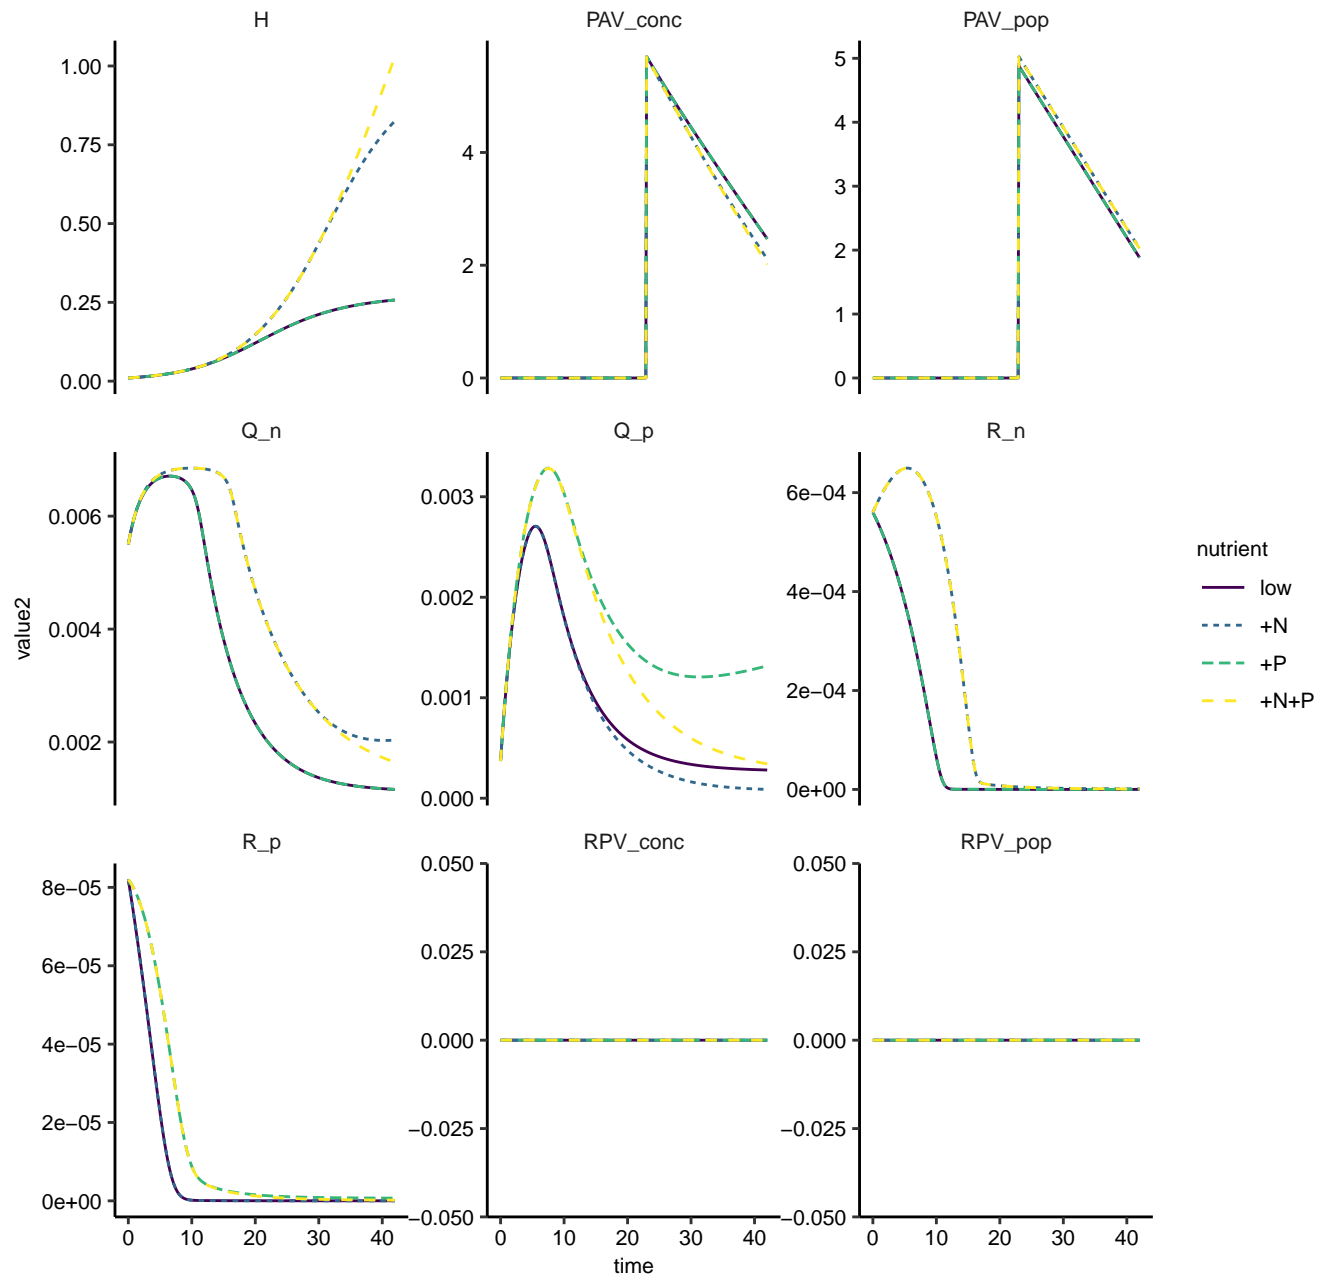 H
PAV_conc
PAV_pop
1.00
0.75
0.50
0.25
0.00
4
2
0
5
4
3
2
1
0
Q_n
Q_p
R_n
0.006
0.004
0.002
0.003
0.002
0.001
0.000
6e−04
4e−04
2e−04
0e+00
value2
R_p
RPV_conc
RPV_pop
8e−05
6e−05
4e−05
2e−05
0e+00
0.050
0.025
0.000
−0.025
−0.050
0.050
0.025
0.000
−0.025
−0.050
0 10 20 30 40
0 10 20 30 40
0 10 20 30 40
time
nutrient
low
+N
+P
+N+P